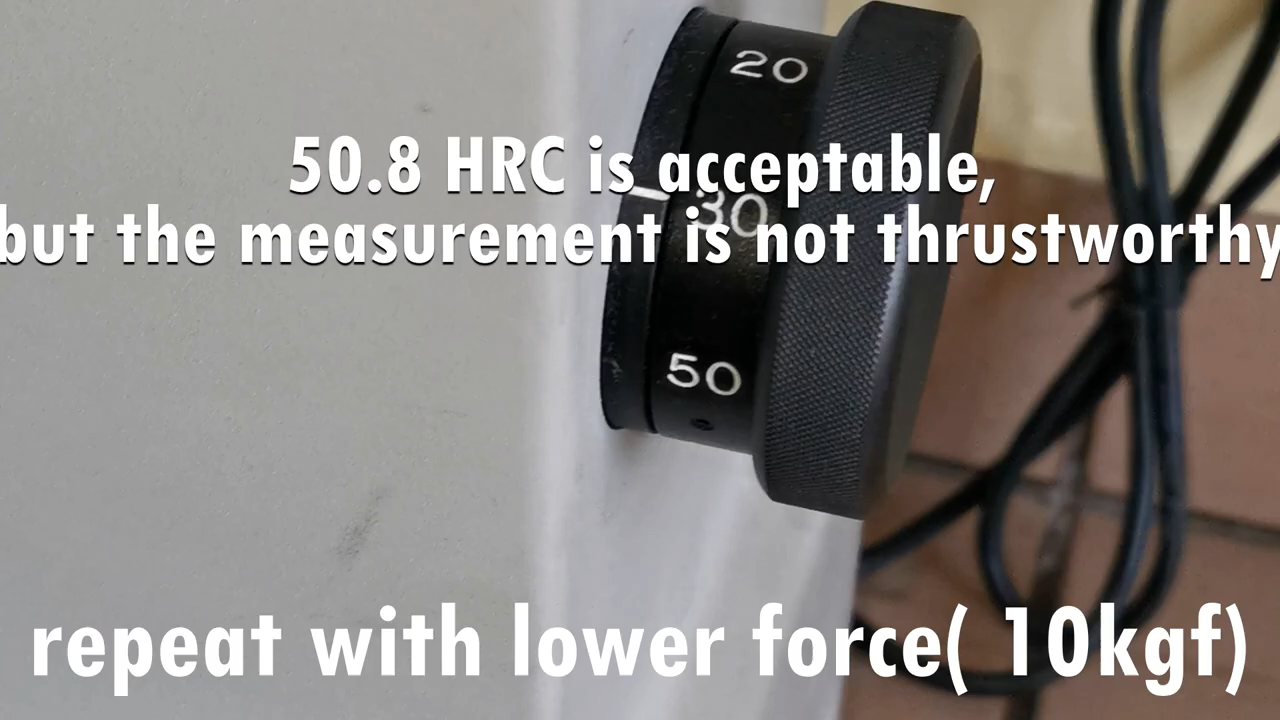 20
50.8 HRC is acceptable,
30
but the measurement is not thrustworthy
50
repeat with lower force( 10kgf)